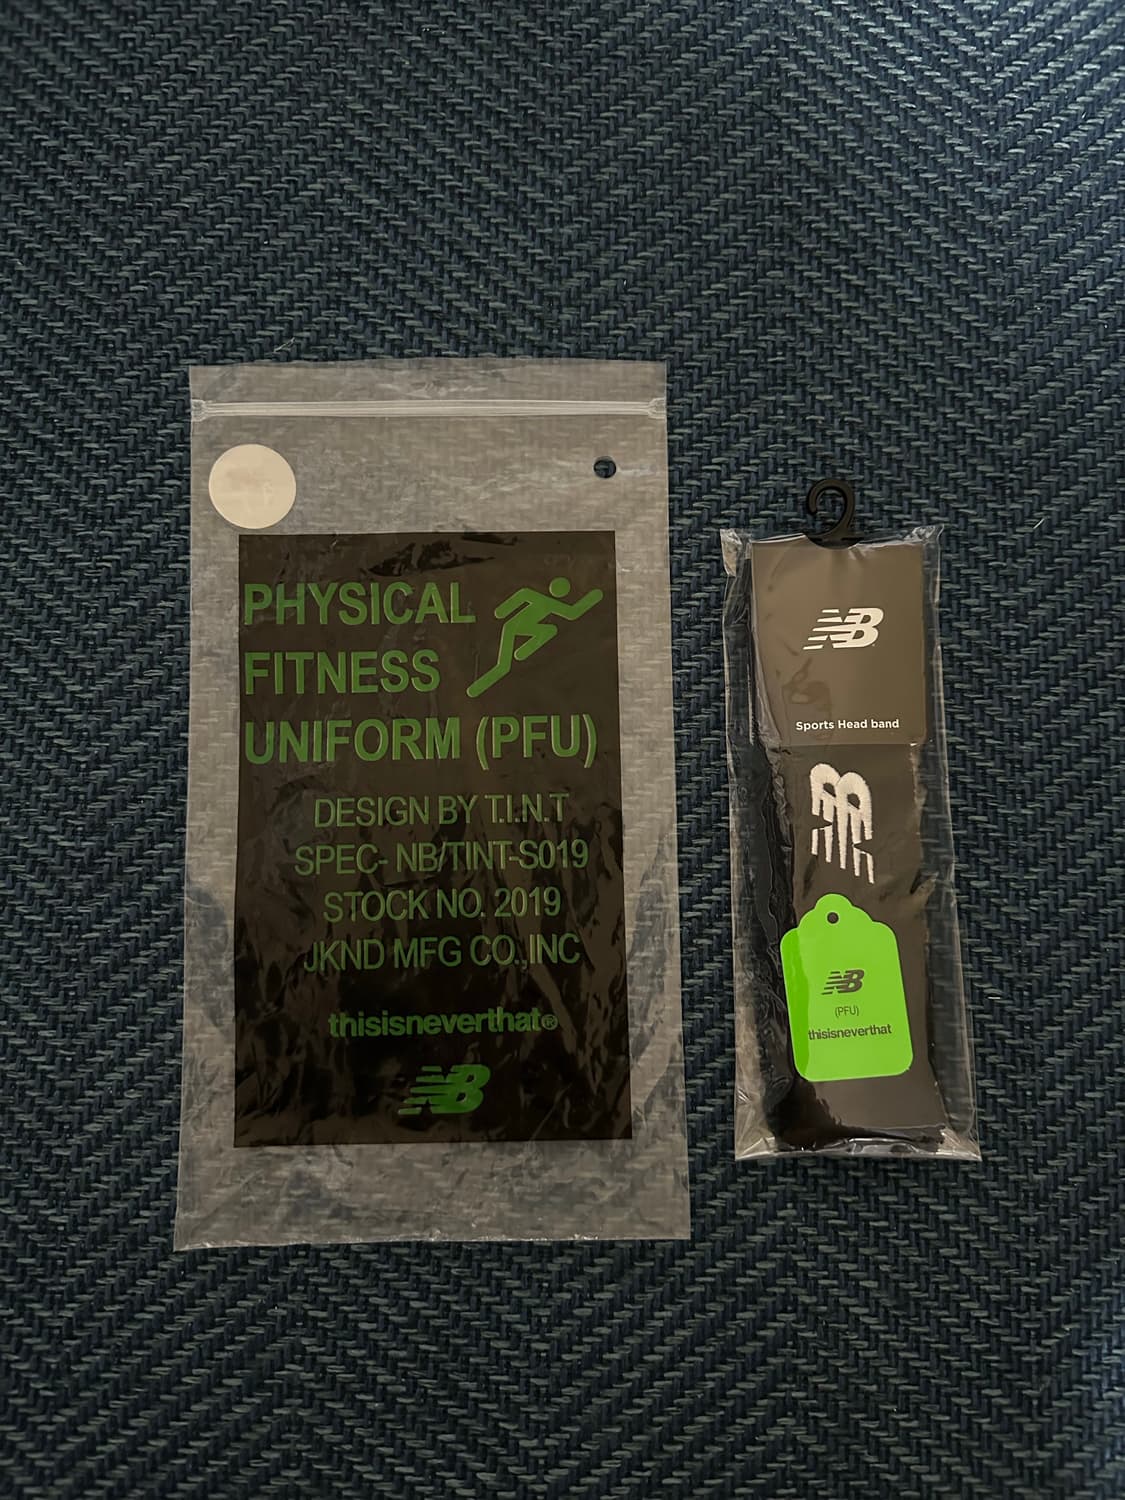 PHYSICAL
FITNESS
UNIFORM (PFU)
DESIGN BY T.I.N.T
SPEC- NB/TINT-S019
STOCK NO. 2019
JKND MFG CO.,INC
thisisneverthat®
NB
NB
Sports Head band
NB
(PFU)
thisisneverthat